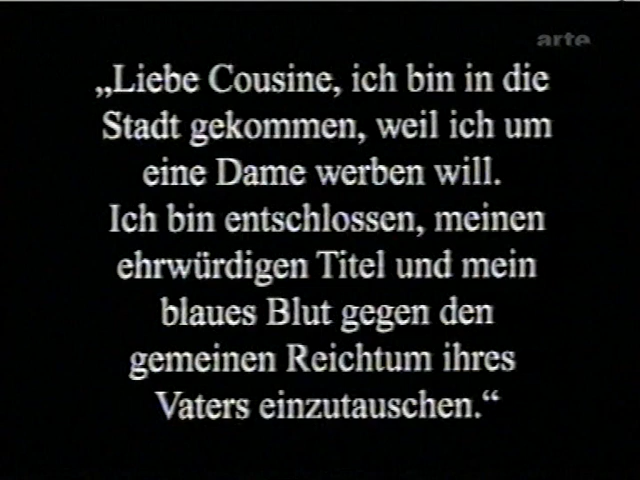 arte
„Liebe Cousine, ich bin in die
Stadt gekommen, weil ich um
eine Dame werben will.
Ich bin entschlossen, meinen
ehrwürdigen Titel und mein
blaues Blut gegen den
gemeinen Reichtum ihres
Vaters einzutauschen.“